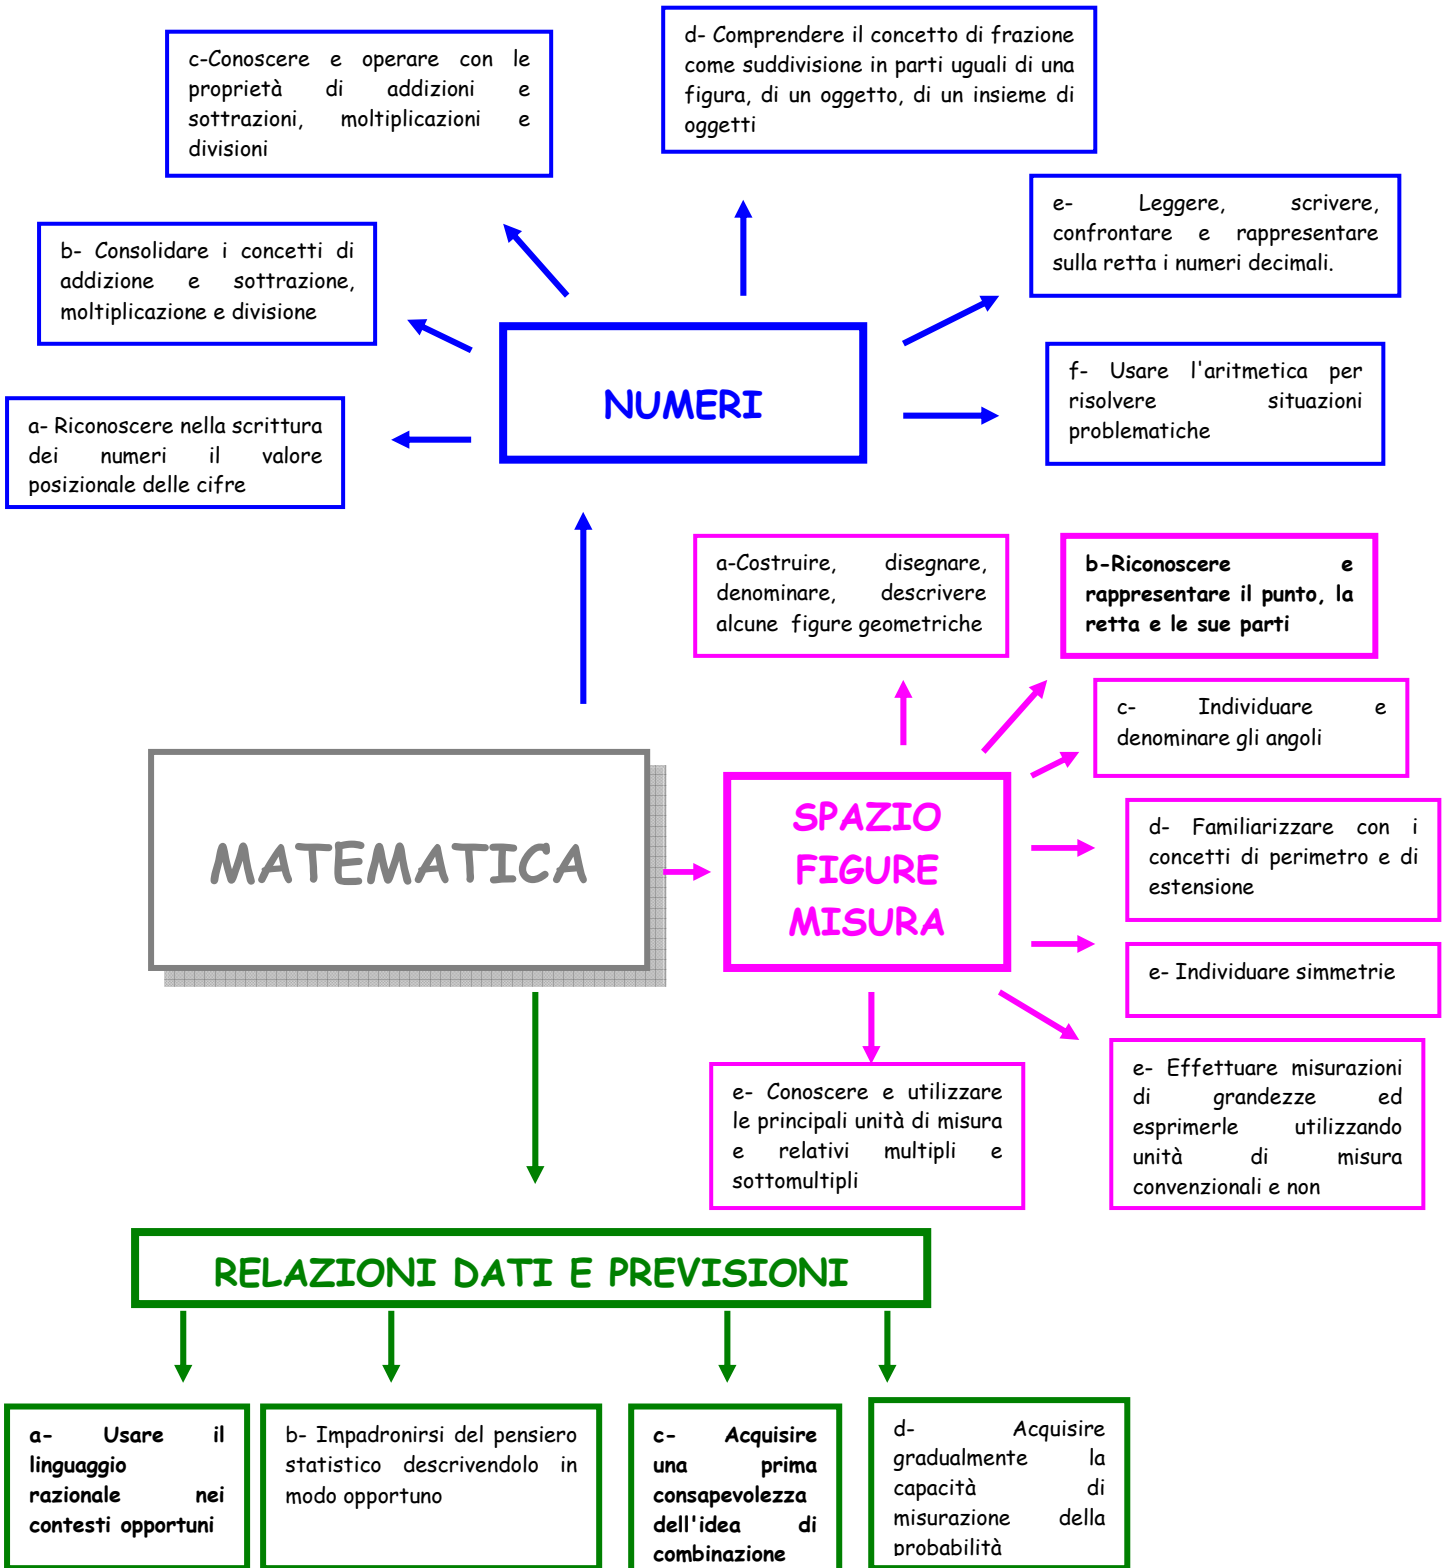 c-Conoscere e operare con le
proprietà di addizioni e
sottrazioni, moltiplicazioni e
divisioni
d- Comprendere il concetto di frazione
come suddivisione in parti uguali di una
figura, di un oggetto, di un insieme di
oggetti
b- Consolidare i concetti di
addizione e sottrazione,
moltiplicazione e divisione
e- Leggere, scrivere,
confrontare e rappresentare
sulla retta i numeri decimali.
a- Riconoscere nella scrittura
dei numeri il valore
posizionale delle cifre
NUMERI
f- Usare l'aritmetica per
risolvere situazioni
problematiche
a-Costruire, disegnare,
denominare, descrivere
alcune figure geometriche
b-Riconoscere e
rappresentare il punto, la
retta e le sue parti
c- Individuare e
denominare gli angoli
MATEMATICA
SPAZIO
FIGURE
MISURA
d- Familiarizzare con i
concetti di perimetro e di
estensione
e- Individuare simmetrie
e- Conoscere e utilizzare
le principali unità di misura
e relativi multipli e
sottomultipli
e- Effettuare misurazioni
di grandezze ed
esprimerle utilizzando
unità di misura
convenzionali e non
RELAZIONI DATI E PREVISIONI
a- Usare il
linguaggio
razionale nei
contesti opportuni
b- Impadronirsi del pensiero
statistico descrivendolo in
modo opportuno
c- Acquisire
una prima
consapevolezza
dell'idea di
combinazione
d- Acquisire
gradualmente la
capacità di
misurazione della
probabilità